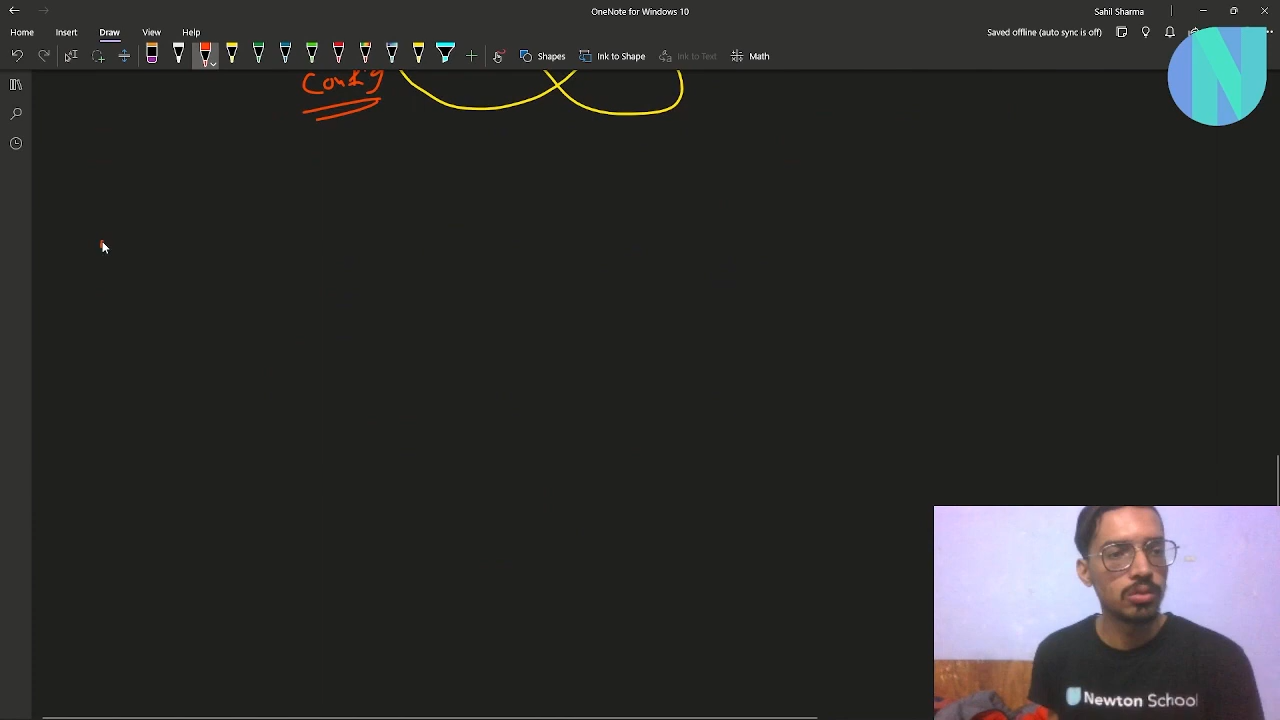 OneNote for Windows 10
Sahil Sharma
Home Insert Draw View Help
Saved offline (auto sync is off)
Shapes Ink to Shape Ink to Text Math
Config
N
Newton School